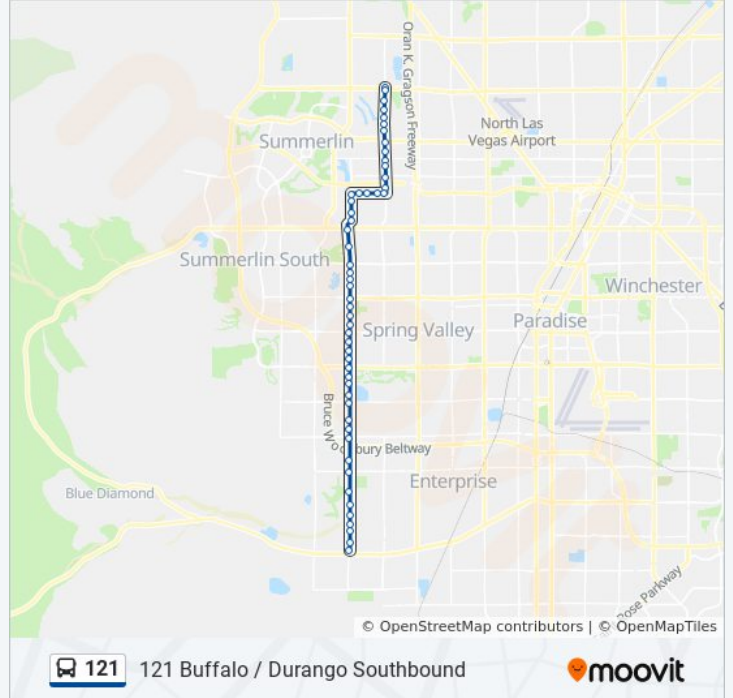 Oran K. Gragson Freeway
North Las
Vegas Airport
Summerlin
Summerlin South
Winchester
Spring Valley
Paradise
Bruce W
bury Beltway
Enterprise
Blue Diamond
ose Parkway
© OpenStreetMap contributors | © OpenMapTiles
121
121 Buffalo / Durango Southbound
moovit